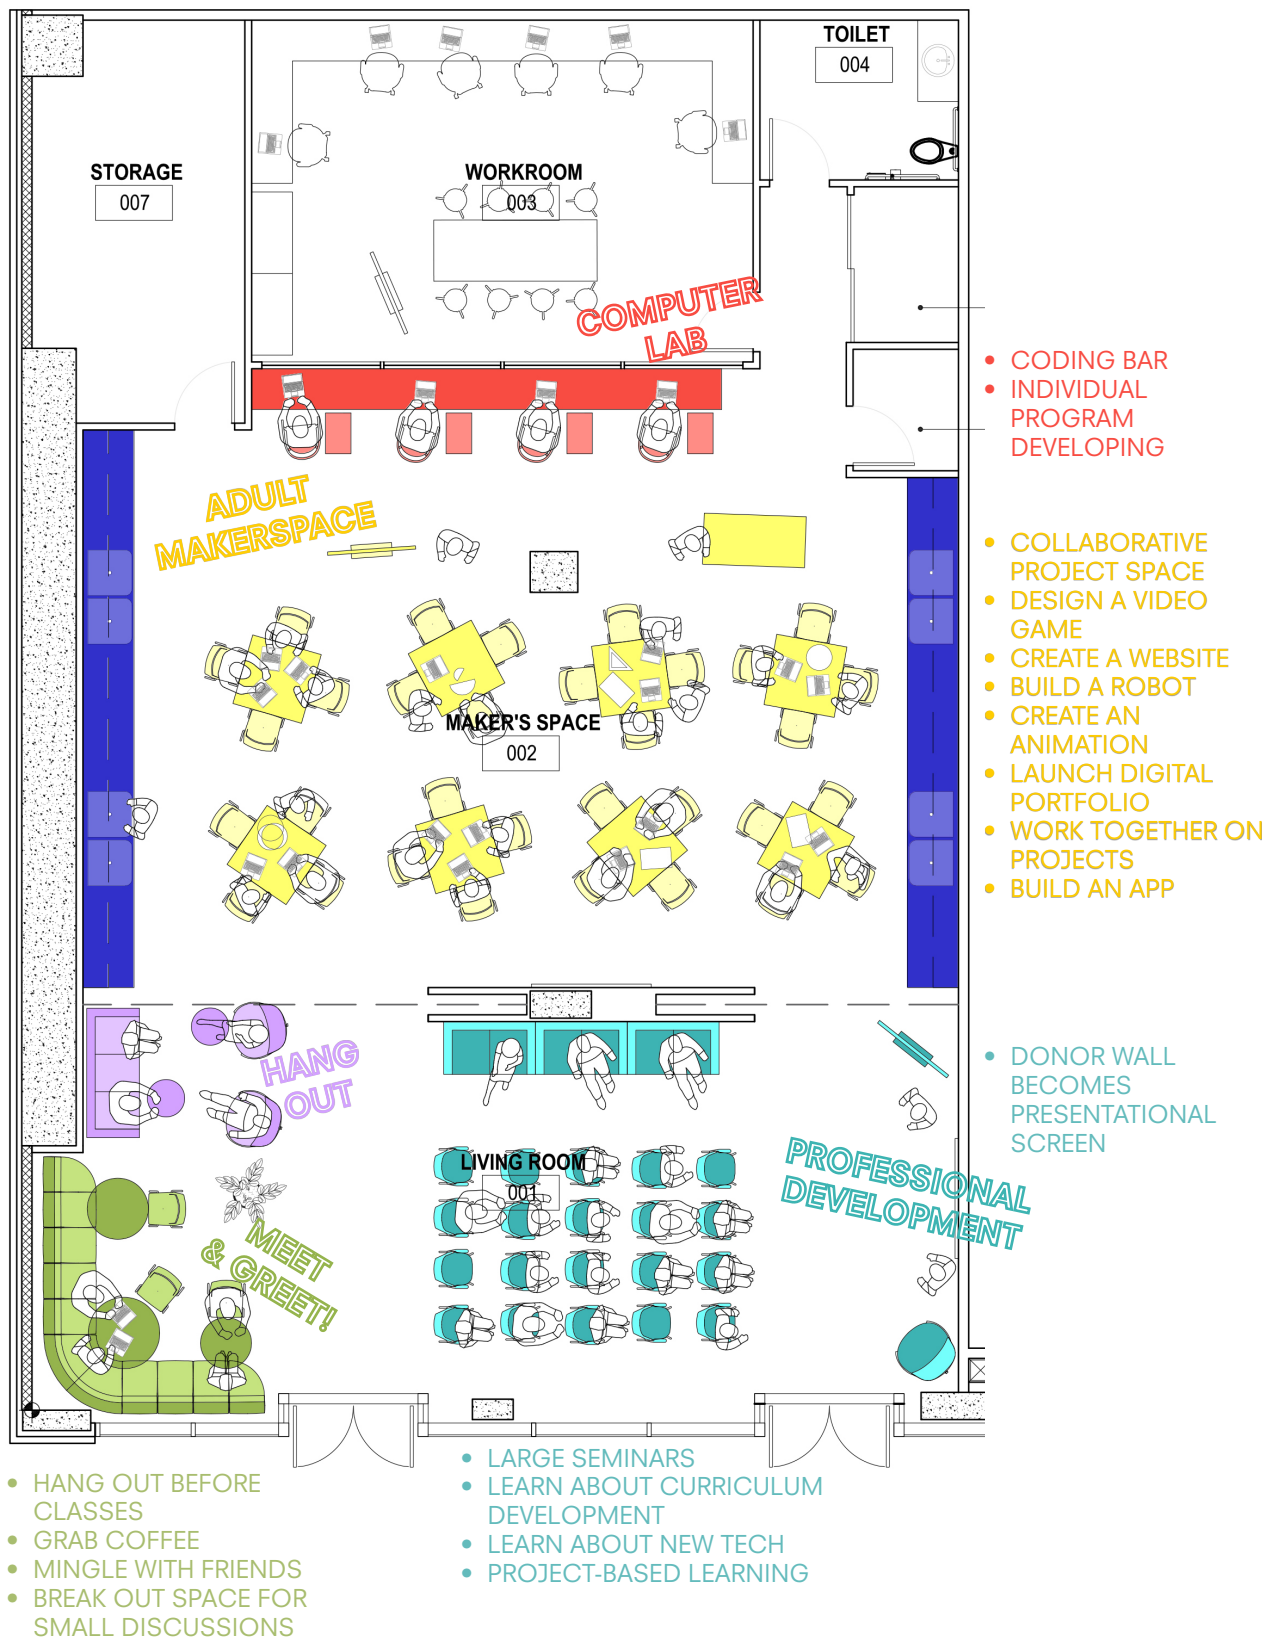 TOILET
004
STORAGE
007
WORKROOM
003
COMPUTER
LAB
• CODING BAR
• INDIVIDUAL
PROGRAM
DEVELOPING
ADULT
MAKERSPACE
• COLLABORATIVE
PROJECT SPACE
• DESIGN A VIDEO
GAME
• CREATE A WEBSITE
• BUILD A ROBOT
• CREATE AN
ANIMATION
• LAUNCH DIGITAL
PORTFOLIO
• WORK TOGETHER ON
PROJECTS
• BUILD AN APP
MAKER'S SPACE
002
HANG
OUT
• DONOR WALL
BECOMES
PRESENTATIONAL
SCREEN
LIVING ROOM
001
PROFESSIONAL
DEVELOPMENT
MEET
& GREET!
• HANG OUT BEFORE
CLASSES
• GRAB COFFEE
• MINGLE WITH FRIENDS
• BREAK OUT SPACE FOR
SMALL DISCUSSIONS
• LARGE SEMINARS
• LEARN ABOUT CURRICULUM
DEVELOPMENT
• LEARN ABOUT NEW TECH
• PROJECT-BASED LEARNING